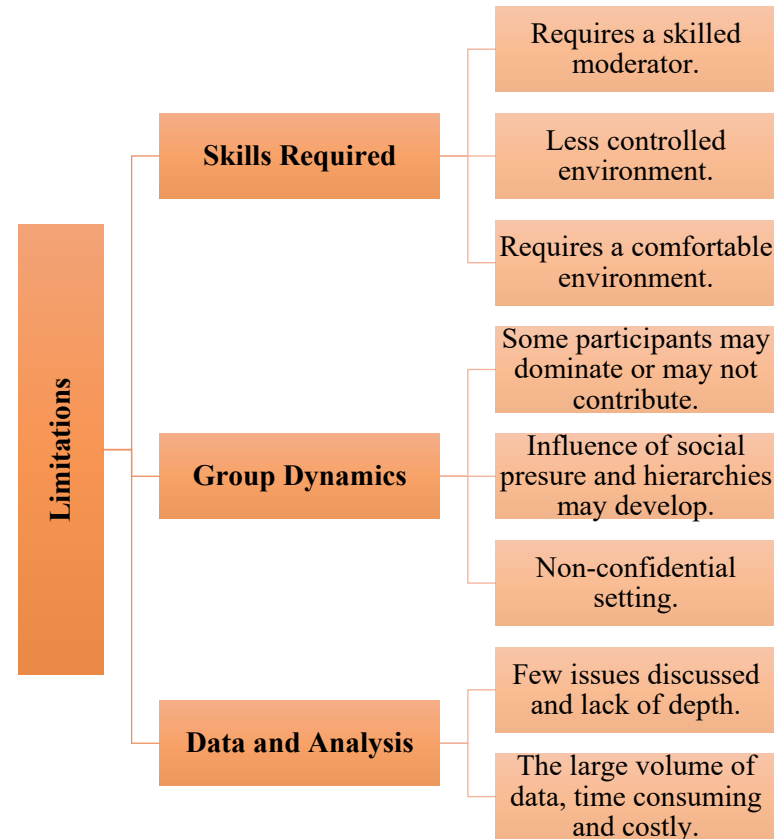 Limitations
Skills Required
Requires a skilled
moderator.
Less controlled
environment.
Requires a comfortable
environment.
Group Dynamics
Some participants may
dominate or may not
contribute.
Influence of social
presure and hierarchies
may develop.
Non-confidential
setting.
Data and Analysis
Few issues discussed
and lack of depth.
The large volume of
data, time consuming
and costly.